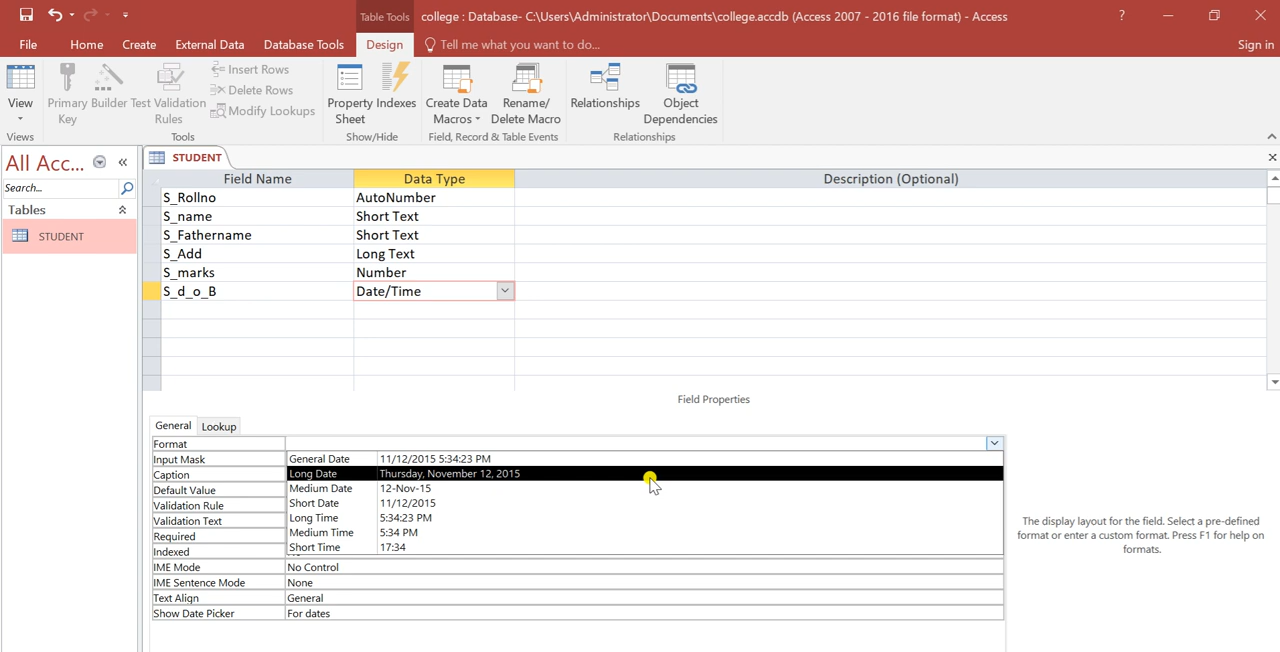 Table Tools
college : Database- C:\Users\Administrator\Documents\college.accdb (Access 2007 - 2016 file format) - Access
?
File
Home
Create
External Data
Database Tools
Design
Tell me what you want to do...
Sign in
View
Primary Key
Builder
Test Validation Rules
Insert Rows
Delete Rows
Modify Lookups
Property Sheet
Indexes
Create Data Macros
Rename/ Delete Macro
Relationships
Object Dependencies
Views
Tools
Show/Hide
Field, Record & Table Events
Relationships
All Acc...
Search...
Tables
STUDENT
STUDENT
Field Name Data Type Description (Optional)
S_Rollno AutoNumber
S_name Short Text
S_Fathername Short Text
S_Add Long Text
S_marks Number
S_d_o_B Date/Time
Field Properties
General Lookup
Format
Input Mask
Caption
Default Value
Validation Rule
Validation Text
Required
Indexed
IME Mode No Control
IME Sentence Mode None
Text Align General
Show Date Picker For dates
General Date 11/12/2015 5:34:23 PM
Long Date Thursday, November 12, 2015
Medium Date 12-Nov-15
Short Date 11/12/2015
Long Time 5:34:23 PM
Medium Time 5:34 PM
Short Time 17:34
The display layout for the field. Select a pre-defined
format or enter a custom format. Press F1 for help on
formats.